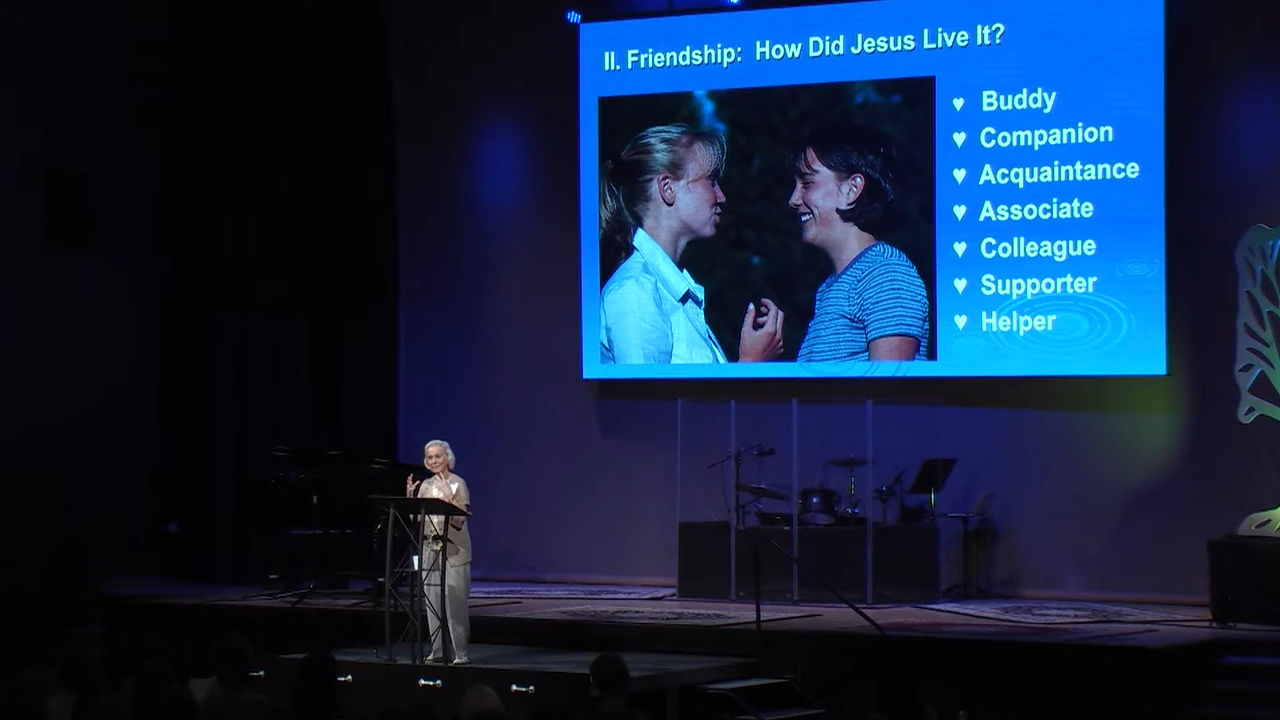 II. Friendship: How Did Jesus Live It?
♥ Buddy
♥ Companion
♥ Acquaintance
♥ Associate
♥ Colleague
♥ Supporter
♥ Helper